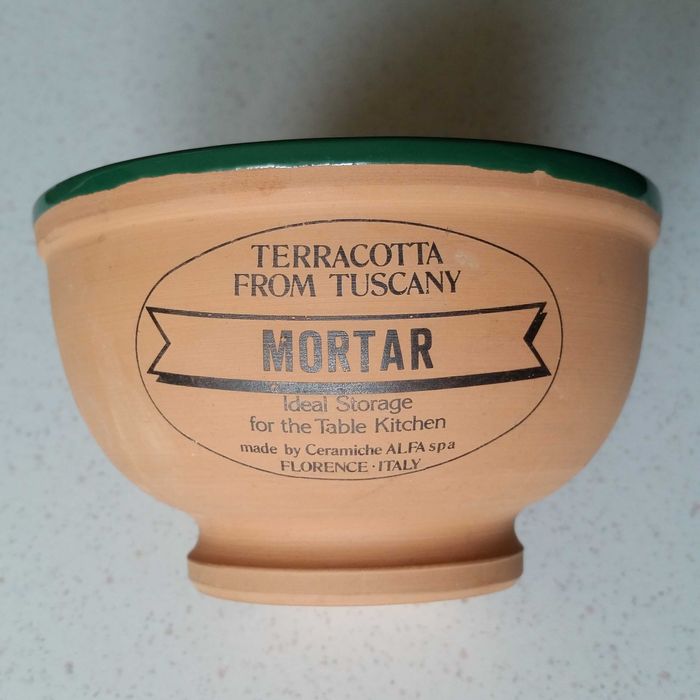 TERRACOTTA
FROM TUSCANY
MORTAR
Ideal Storage
for the Table Kitchen
made by Ceramiche ALFA spa
FLORENCE · ITALY